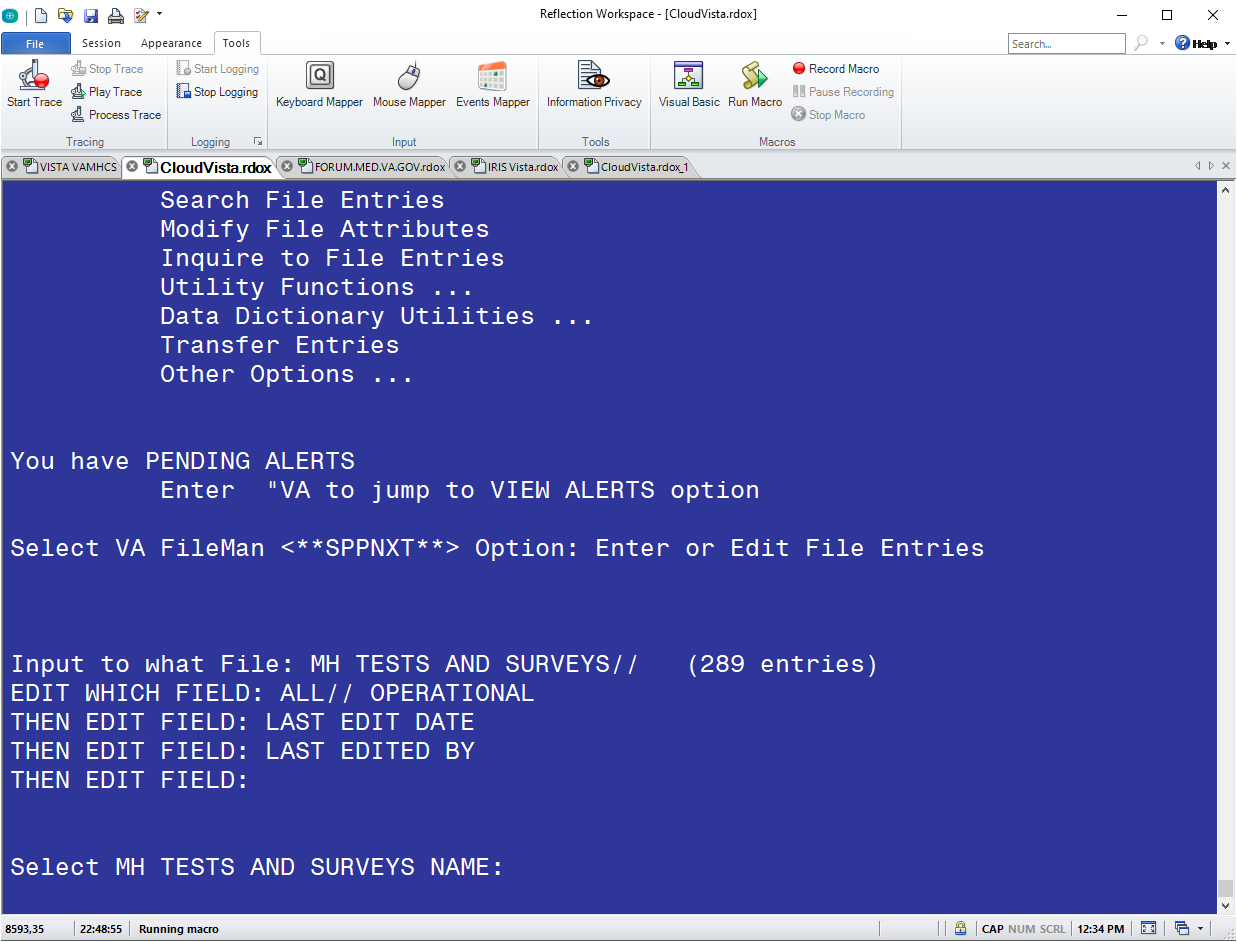 Reflection Workspace - [CloudVista.rdox]
File Session Appearance Tools
Search...
Help
Start Trace
Stop Trace
Play Trace
Process Trace
Tracing
Start Logging
Stop Logging
Logging
Keyboard Mapper
Mouse Mapper
Events Mapper
Input
Information Privacy
Tools
Visual Basic
Run Macro
Record Macro
Pause Recording
Stop Macro
Macros
VISTA VAMHCS
CloudVista.rdox
FORUM.MED.VA.GOV.rdox
IRIS Vista.rdox
CloudVista.rdox_1
Search File Entries
Modify File Attributes
Inquire to File Entries
Utility Functions ...
Data Dictionary Utilities ...
Transfer Entries
Other Options ...
You have PENDING ALERTS
Enter  "VA to jump to VIEW ALERTS option
Select VA FileMan <**SPPNXT**> Option: Enter or Edit File Entries
Input to what File: MH TESTS AND SURVEYS//   (289 entries)
EDIT WHICH FIELD: ALL// OPERATIONAL
THEN EDIT FIELD: LAST EDIT DATE
THEN EDIT FIELD: LAST EDITED BY
THEN EDIT FIELD:
Select MH TESTS AND SURVEYS NAME:
8593,35 22:48:55 Running macro CAP NUM SCRL 12:34 PM